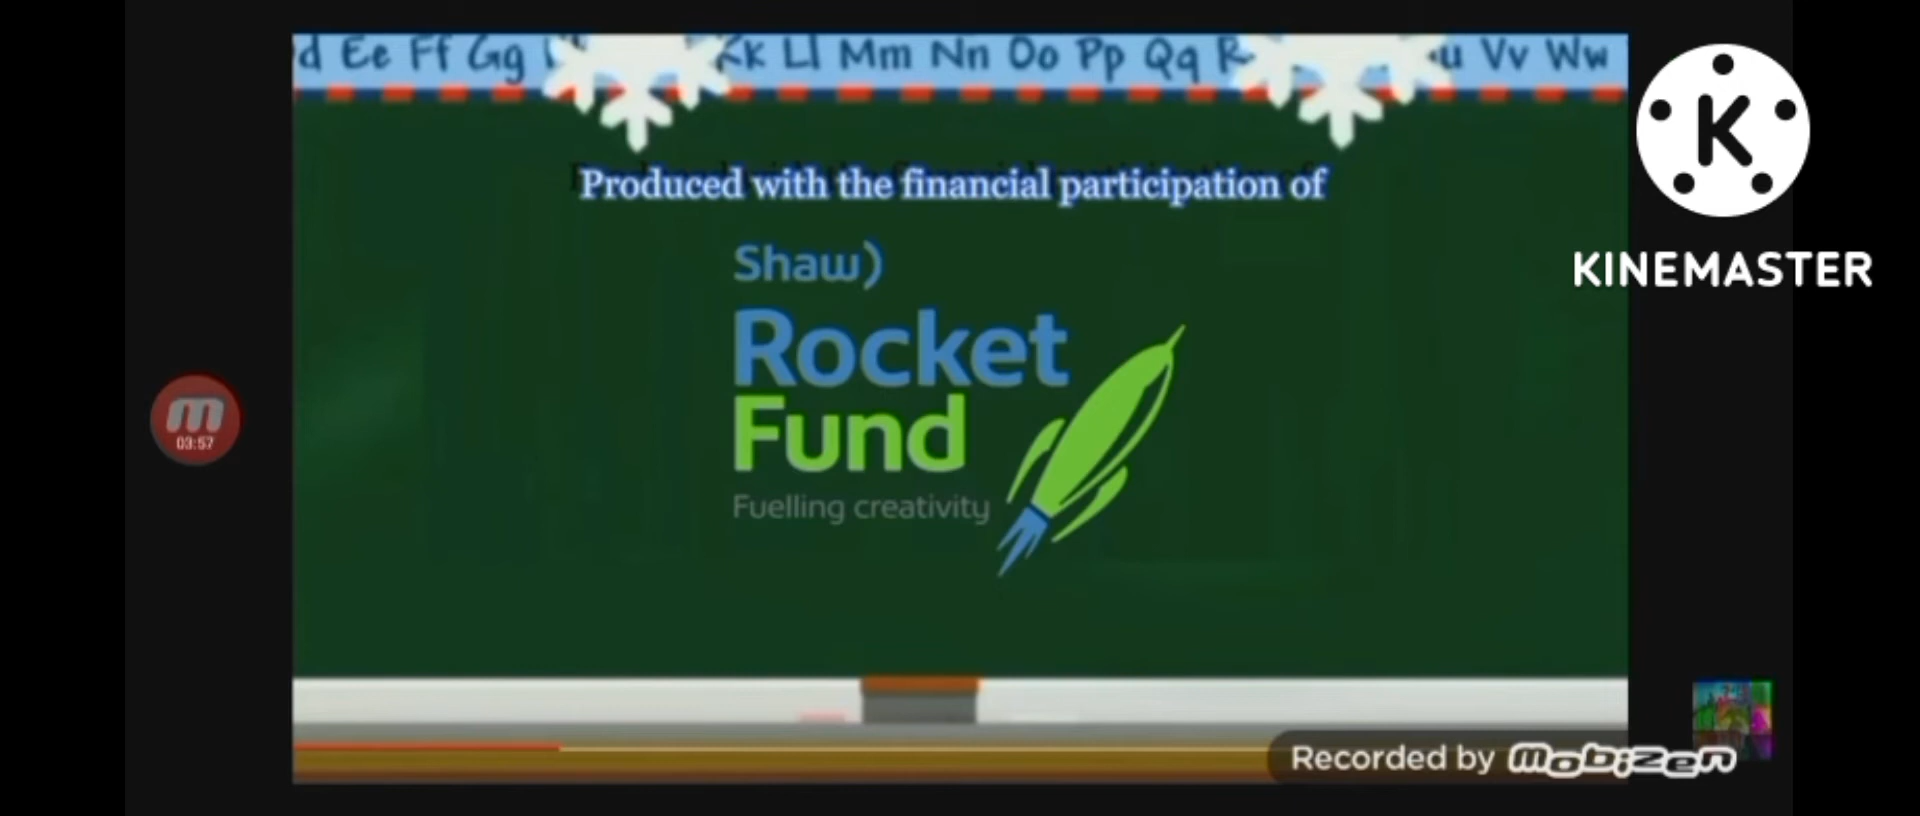 d Ee Ff Gg Kk Ll Mm Nn Oo Pp Qq R u Vv Ww
K
KINEMASTER
Produced with the financial participation of
Shaw)
Rocket
Fund
Fuelling creativity
m
03:57
Recorded by mobizen